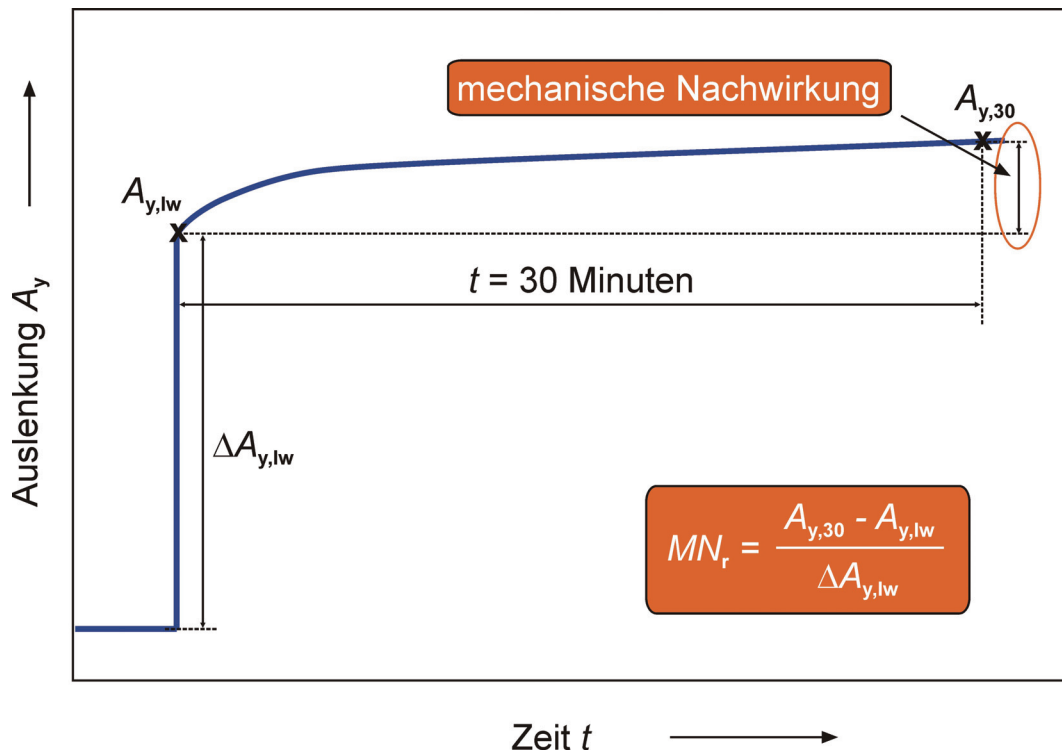 mechanische Nachwirkung
A_y,30
A_y,lw
t = 30 Minuten
Auslenkung A_y
ΔA_y,lw
MN_r = (A_y,30 - A_y,lw) / ΔA_y,lw
Zeit t